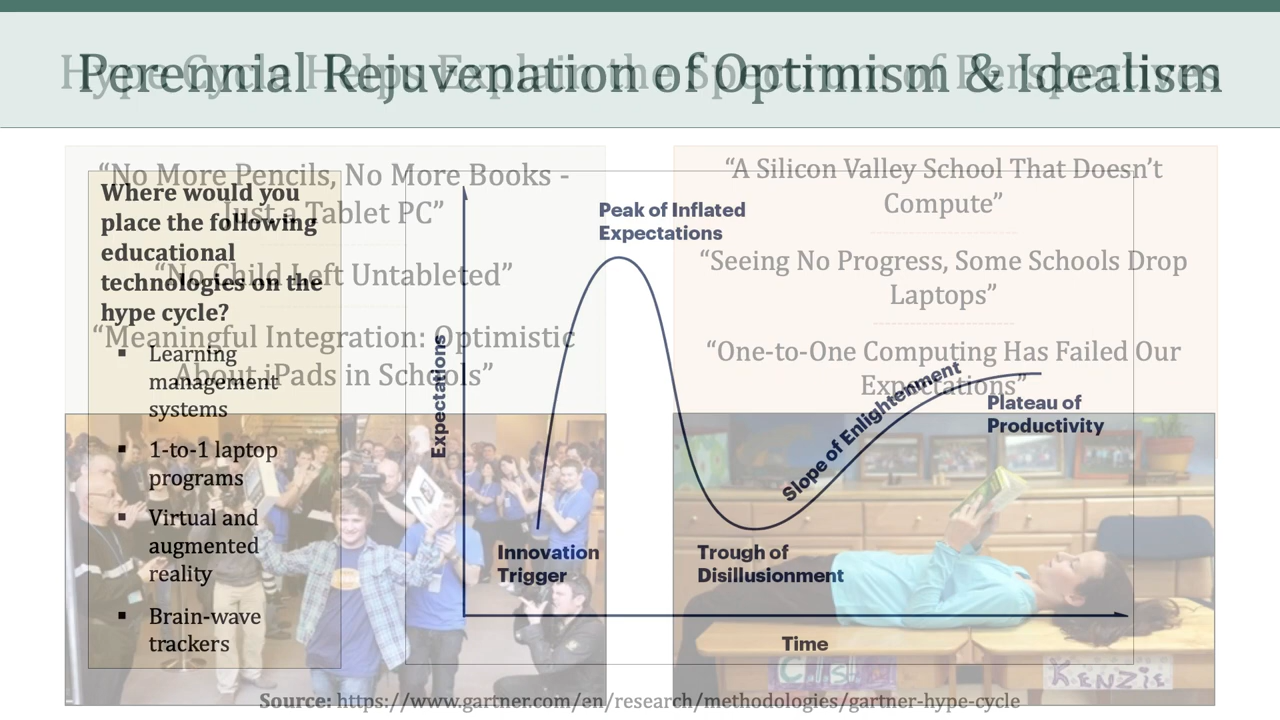 Perennial Rejuvenation of Optimism & Idealism
Hype Cycle Helps Explain the Spectrum of Perspectives
“No More Pencils, No More Books -
Just a Tablet PC”
“No Child Left Untableted”
“Meaningful Integration: Optimistic
About iPads in Schools”
“A Silicon Valley School That Doesn’t
Compute”
“Seeing No Progress, Some Schools Drop
Laptops”
“One-to-One Computing Has Failed Our
Expectations”
Where would you
place the following
educational
technologies on the
hype cycle?
▪ Learning
management
systems
▪ 1-to-1 laptop
programs
▪ Virtual and
augmented
reality
▪ Brain-wave
trackers
Expectations
Peak of Inflated
Expectations
Slope of Enlightenment
Plateau of
Productivity
Innovation
Trigger
Trough of
Disillusionment
Time
KENZIE
Source: https://www.gartner.com/en/research/methodologies/gartner-hype-cycle